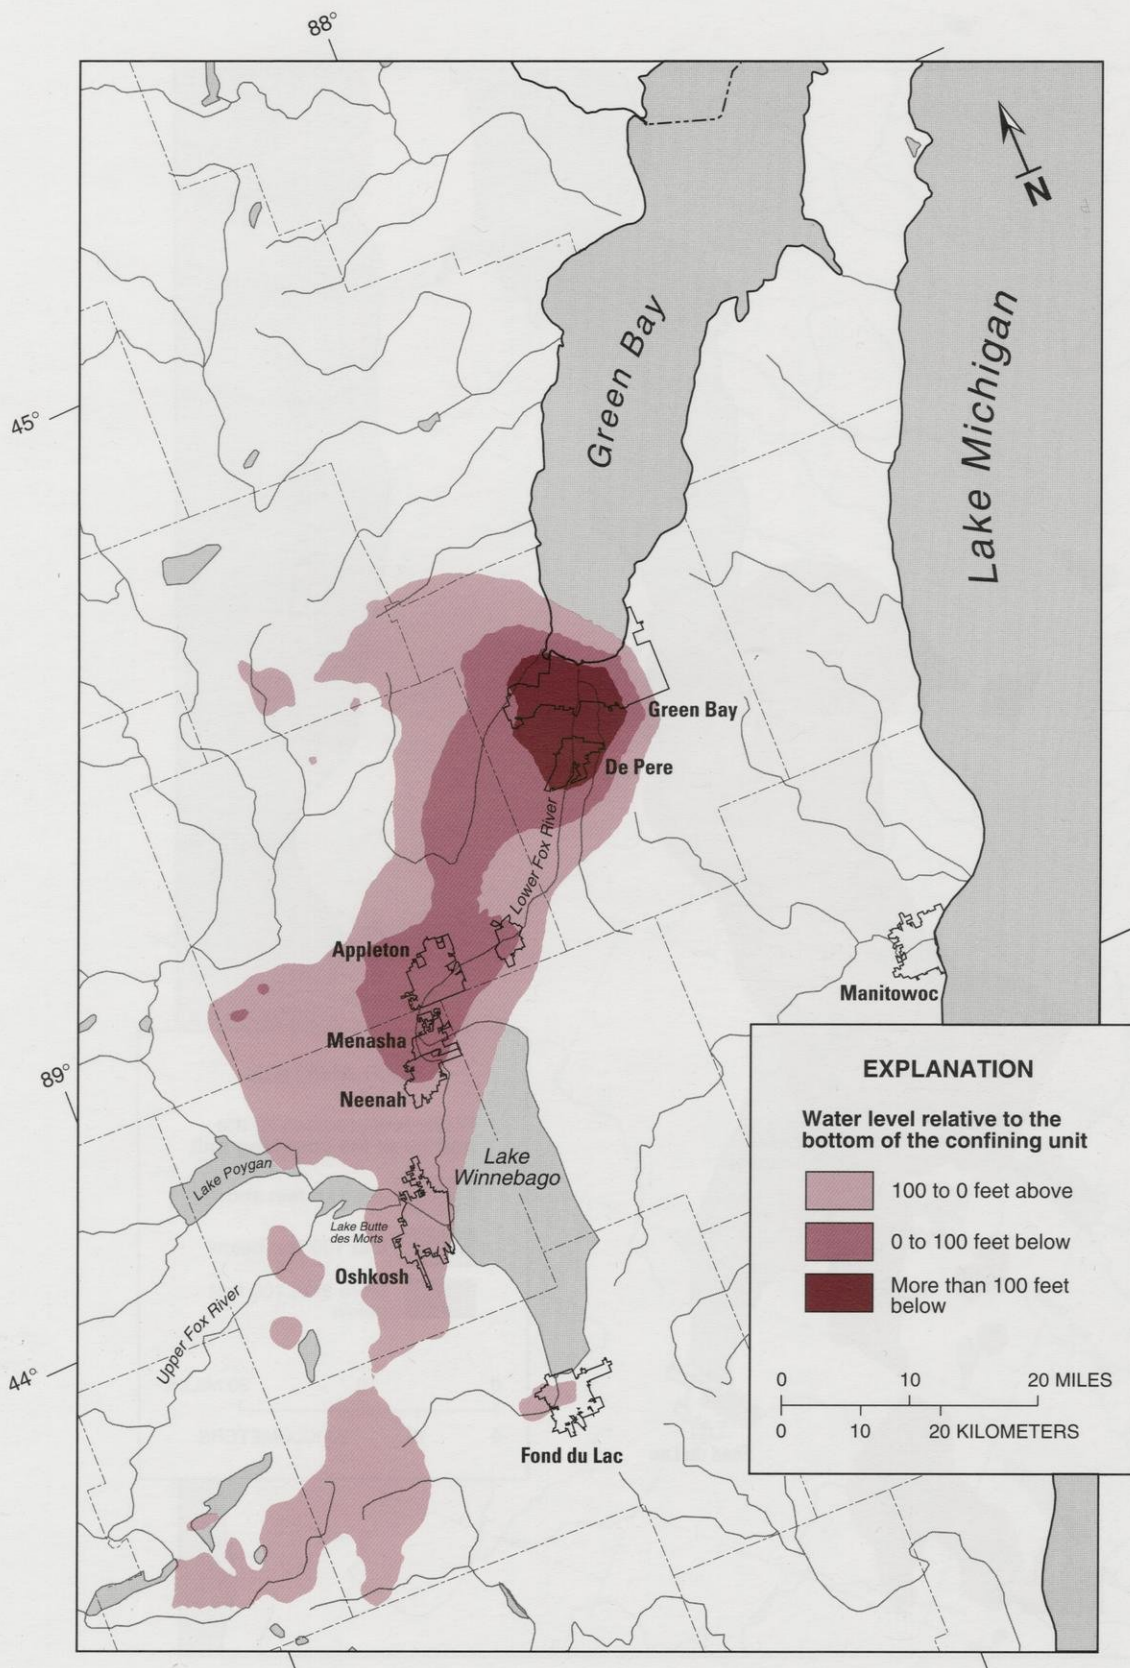 88°
N
Green Bay
Lake Michigan
45°
Green Bay
De Pere
Lower Fox River
Appleton
Manitowoc
Menasha
89°
Neenah
Lake
Winnebago
Lake Poygan
Lake Butte
des Morts
Oshkosh
Upper Fox River
44°
Fond du Lac
EXPLANATION
Water level relative to the
bottom of the confining unit
100 to 0 feet above
0 to 100 feet below
More than 100 feet
below
0 10 20 MILES
0 10 20 KILOMETERS